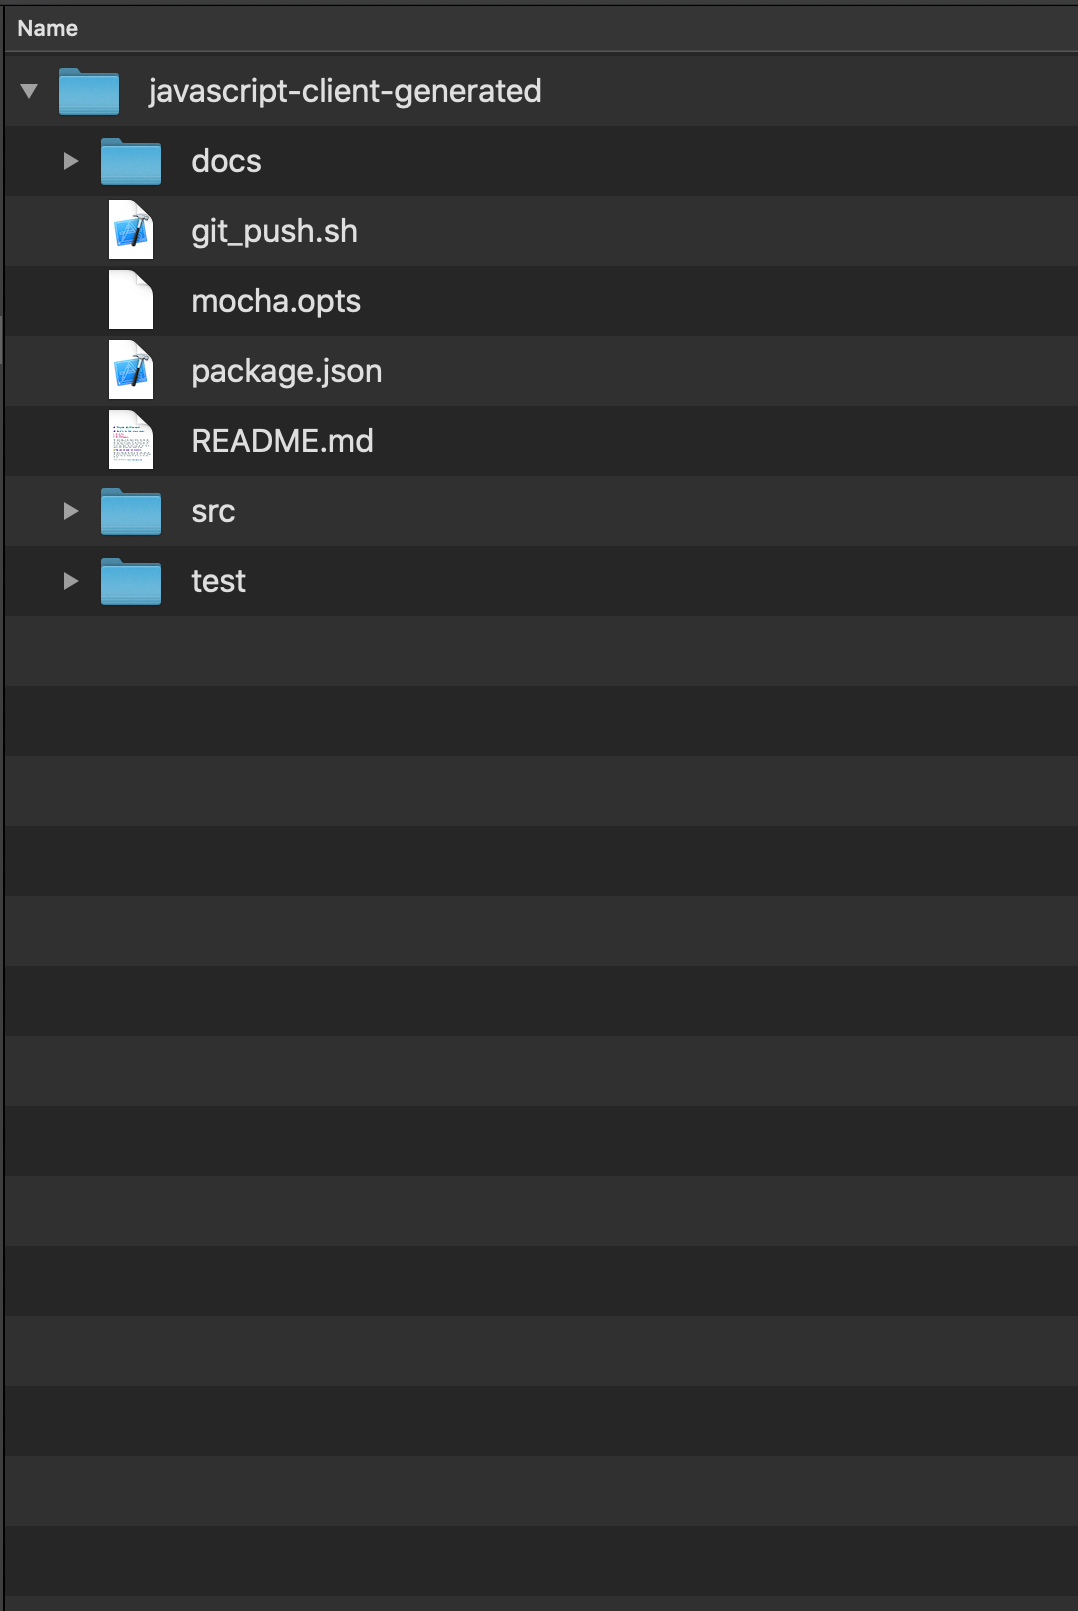 Name
javascript-client-generated
docs
git_push.sh
mocha.opts
package.json
README.md
src
test